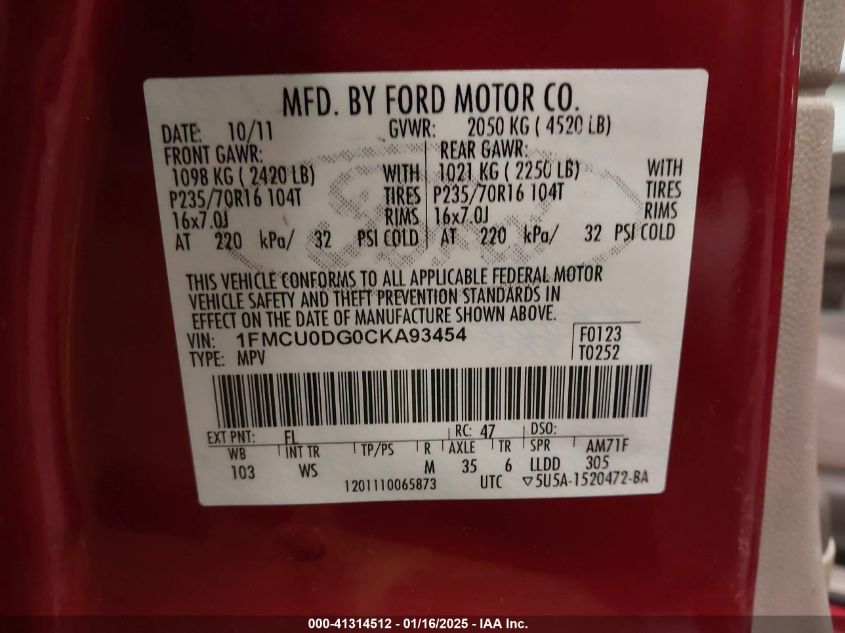 MFD. BY FORD MOTOR CO.
DATE: 10/11 GVWR: 2050 KG ( 4520 LB)
FRONT GAWR: REAR GAWR:
1098 KG ( 2420 LB) WITH 1021 KG ( 2250 LB) WITH
P235/70R16 104T TIRES P235/70R16 104T TIRES
16x7.0J RIMS 16x7.0J RIMS
AT 220 kPa/ 32 PSI COLD AT 220 kPa/ 32 PSI COLD
THIS VEHICLE CONFORMS TO ALL APPLICABLE FEDERAL MOTOR
VEHICLE SAFETY AND THEFT PREVENTION STANDARDS IN
EFFECT ON THE DATE OF MANUFACTURE SHOWN ABOVE.
VIN: 1FMCU0DG0CKA93454 F0123
TYPE: MPV T0252
EXT PNT: FL RC: 47 DSO:
WB INT TR TP/PS R AXLE TR SPR AM71F
103 WS M 35 6 LLDD 305
1201110065873 UTC ▽5U5A-1520472-BA
000-41314512 - 01/16/2025 - IAA Inc.